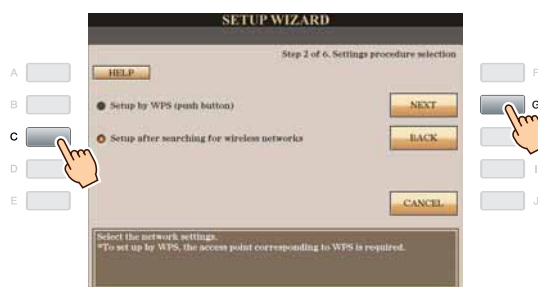 SETUP WIZARD
Step 2 of 6. Settings procedure selection
HELP
A
F
B
Setup by WPS (push button)
NEXT
G
C
Setup after searching for wireless networks
BACK
D
I
E
CANCEL
J
Select the network settings.
*To set up by WPS, the access point corresponding to WPS is required.